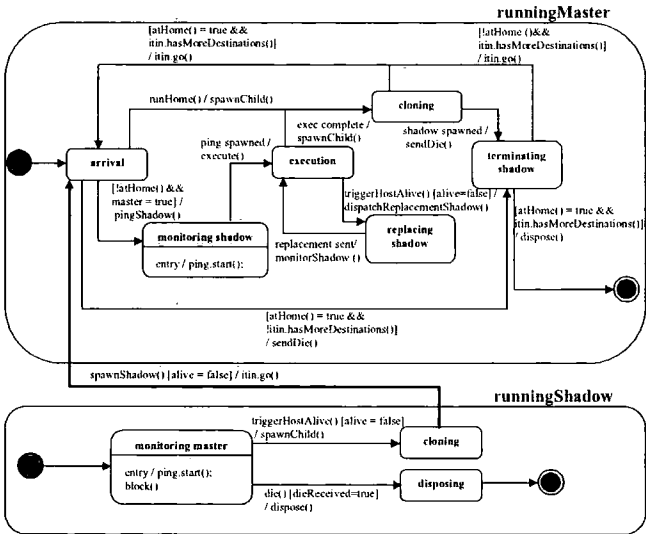 runningMaster
[atHome() = true &&
itin.hasMoreDestinations()]
/ itin.go()
[!atHome ()&&
itin.hasMoreDestinations()]
/ itin.go()
runHome() / spawnChild()
cloning
exec complete /
spawnChild()
shadow spawned /
sendDie()
ping spawned /
execute()
arrival
execution
terminating
shadow
[!atHome() &&
master = true] /
pingShadow()
triggerHostAlive() [alive=false] /
dispatchReplacementShadow()
[atHome() = true &&
itin.hasMoreDestinations()]
/ dispose()
monitoring shadow
entry / ping.start();
replacement sent/
monitorShadow ()
replacing
shadow
[atHome() = true &&
!itin.hasMoreDestinations()]
/ sendDie()
spawnShadow() [alive = false] / itin.go()
runningShadow
triggerHostAlive() [alive = false]
/ spawnChild()
monitoring master
cloning
entry / ping.start();
block()
disposing
die() [dieReceived=true]
/ dispose()